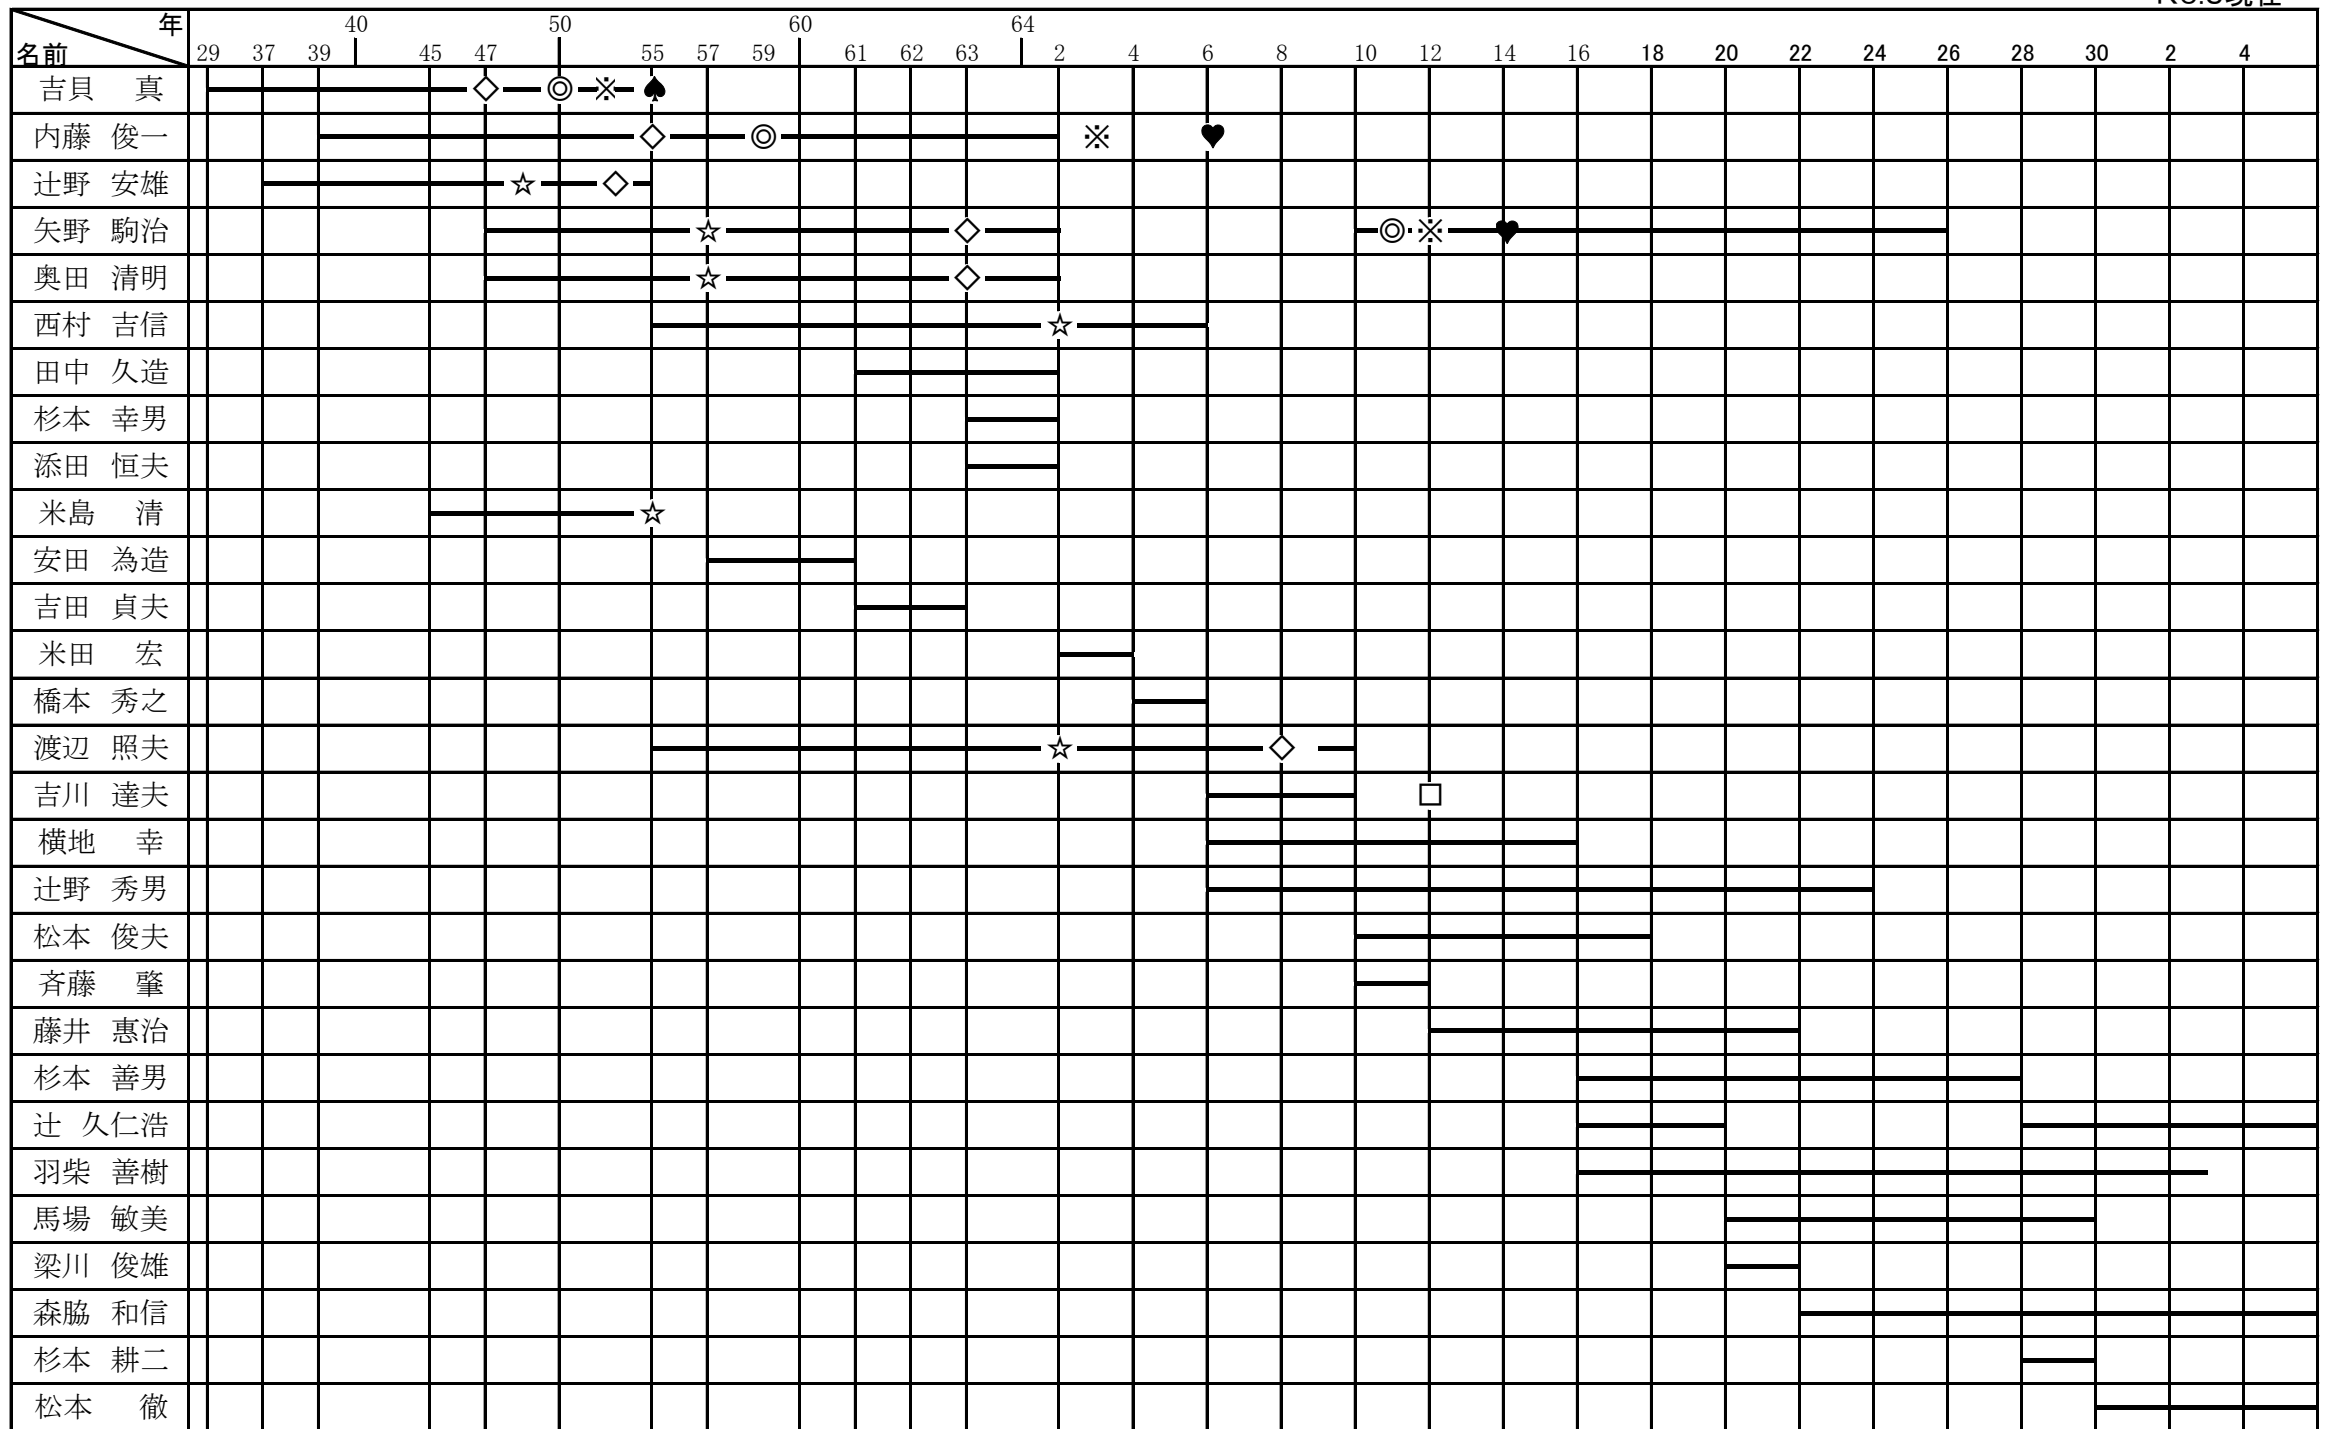 年 40 50 60 64
名前 29 37 39 45 47 55 57 59 61 62 63 2 4 6 8 10 12 14 16 18 20 22 24 26 28 30 2 4
吉貝 真 ◇ ◎ ※ ♠
内藤 俊一 ◇ ◎ ※ ♥
辻野 安雄 ☆ ◇
矢野 駒治 ☆ ◇ ◎ ※ ♥
奥田 清明 ☆ ◇
西村 吉信 ☆
田中 久造
杉本 幸男
添田 恒夫
米島 清 ☆
安田 為造
吉田 貞夫
米田 宏
橋本 秀之
渡辺 照夫 ☆ ◇
吉川 達夫 □
横地 幸
辻野 秀男
松本 俊夫
斉藤 肇
藤井 惠治
杉本 善男
辻 久仁浩
羽柴 善樹
馬場 敏美
梁川 俊雄
森脇 和信
杉本 耕二
松本 徹